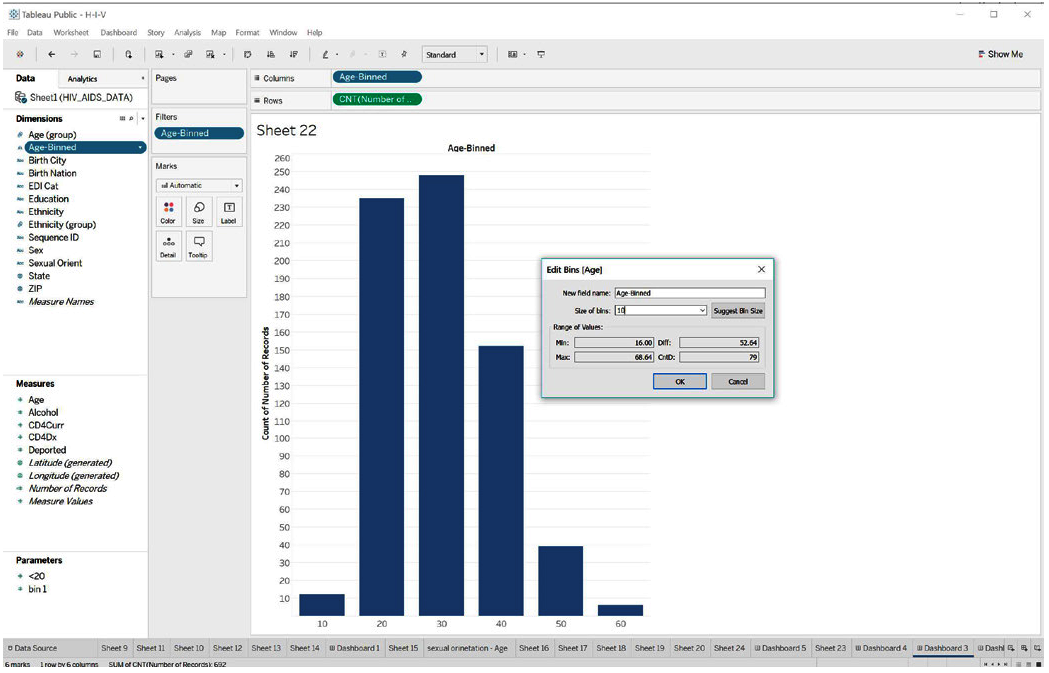 Tableau Public - H-I-V
File Data Worksheet Dashboard Story Analysis Map Format Window Help
Standard
Show Me
Data Analytics
Sheet1 (HIV_AIDS_DATA)
Dimensions
Age (group)
Age-Binned
Birth City
Birth Nation
EDI Cat
Education
Ethnicity
Ethnicity (group)
Sequence ID
Sex
Sexual Orient
State
ZIP
Measure Names
Measures
Age
Alcohol
CD4Curr
CD4Dx
Deported
Latitude (generated)
Longitude (generated)
Number of Records
Measure Values
Parameters
<20
bin 1
Pages
Filters
Age-Binned
Marks
Automatic
Color Size Label
Detail Tooltip
Columns Age-Binned
Rows CNT(Number of ..
Sheet 22
Age-Binned
Count of Number of Records
260
250
240
230
220
210
200
190
180
170
160
150
140
130
120
110
100
90
80
70
60
50
40
30
20
10
10 20 30 40 50 60
Edit Bins [Age]
New field name: Age-Binned
Size of bins: 10 Suggest Bin Size
Range of Values:
Min: 16.00 Diff: 52.64
Max: 68.64 CntD: 79
OK Cancel
Data Source Sheet 9 Sheet 11 Sheet 10 Sheet 12 Sheet 13 Sheet 14 Dashboard 1 Sheet 15 sexual orinetation - Age Sheet 16 Sheet 17 Sheet 18 Sheet 19 Sheet 20 Sheet 24 Dashboard 5 Sheet 23 Dashboard 4 Dashboard 3 Dashl
6 marks 1 row by 6 columns SUM of CNT(Number of Records): 692